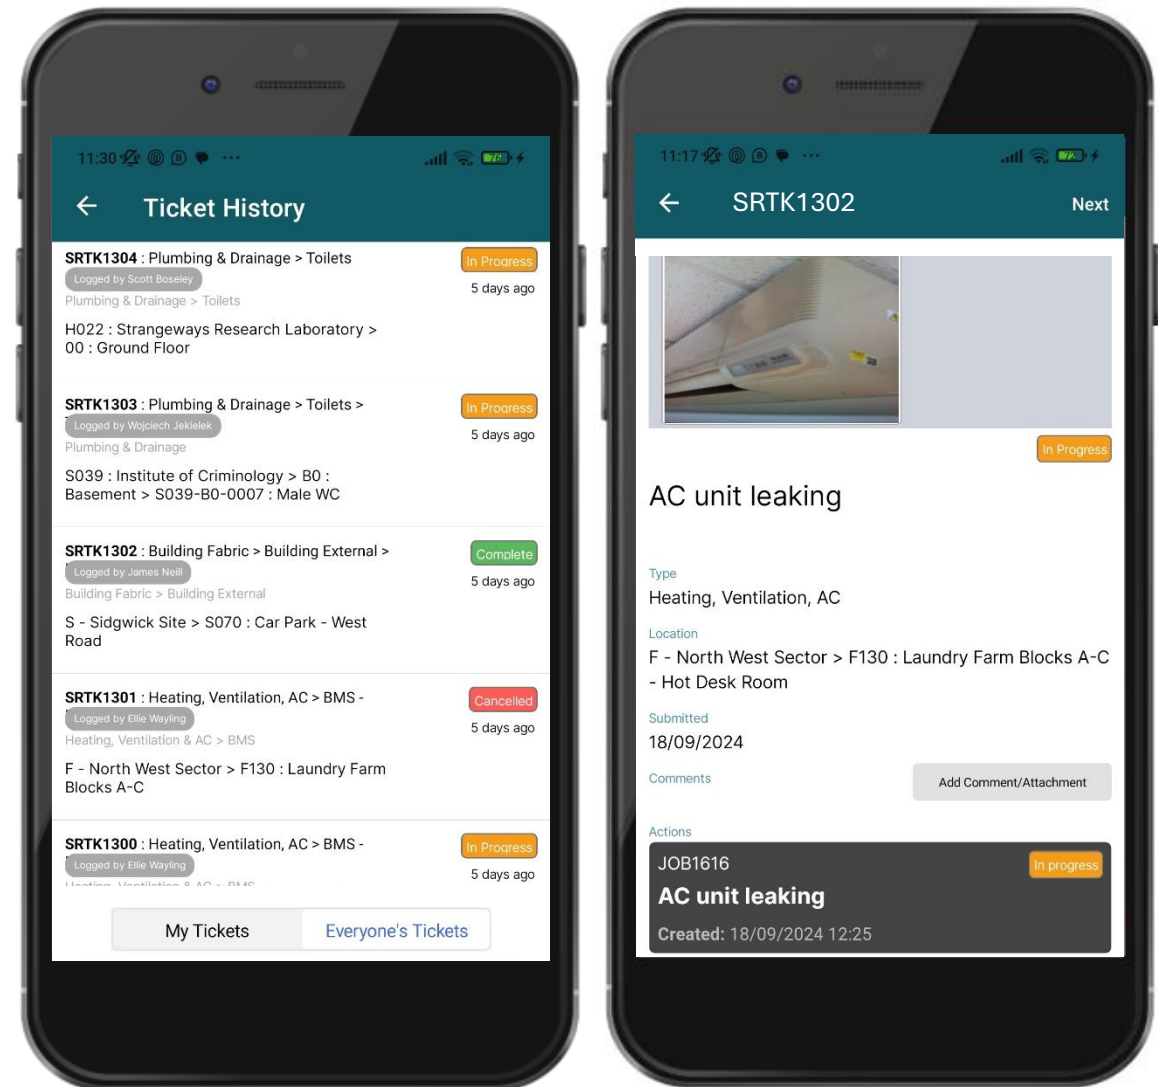 11:30
76
Ticket History
SRTK1304 : Plumbing & Drainage > Toilets
In Progress
Logged by Scott Boseley
5 days ago
Plumbing & Drainage > Toilets
H022 : Strangeways Research Laboratory >
00 : Ground Floor
SRTK1303 : Plumbing & Drainage > Toilets >
In Progress
Logged by Wojciech Jekielek
5 days ago
Plumbing & Drainage
S039 : Institute of Criminology > B0 :
Basement > S039-B0-0007 : Male WC
SRTK1302 : Building Fabric > Building External >
Complete
Logged by James Neill
5 days ago
Building Fabric > Building External
S - Sidgwick Site > S070 : Car Park - West
Road
SRTK1301 : Heating, Ventilation, AC > BMS -
Cancelled
Logged by Ellie Wayling
5 days ago
Heating, Ventilation & AC > BMS
F - North West Sector > F130 : Laundry Farm
Blocks A-C
SRTK1300 : Heating, Ventilation, AC > BMS -
In Progress
Logged by Ellie Wayling
5 days ago
Heating, Ventilation & AC > BMS
My Tickets
Everyone's Tickets
11:17
72
SRTK1302
Next
In Progress
AC unit leaking
Type
Heating, Ventilation, AC
Location
F - North West Sector > F130 : Laundry Farm Blocks A-C
- Hot Desk Room
Submitted
18/09/2024
Comments
Add Comment/Attachment
Actions
JOB1616
In progress
AC unit leaking
Created: 18/09/2024 12:25